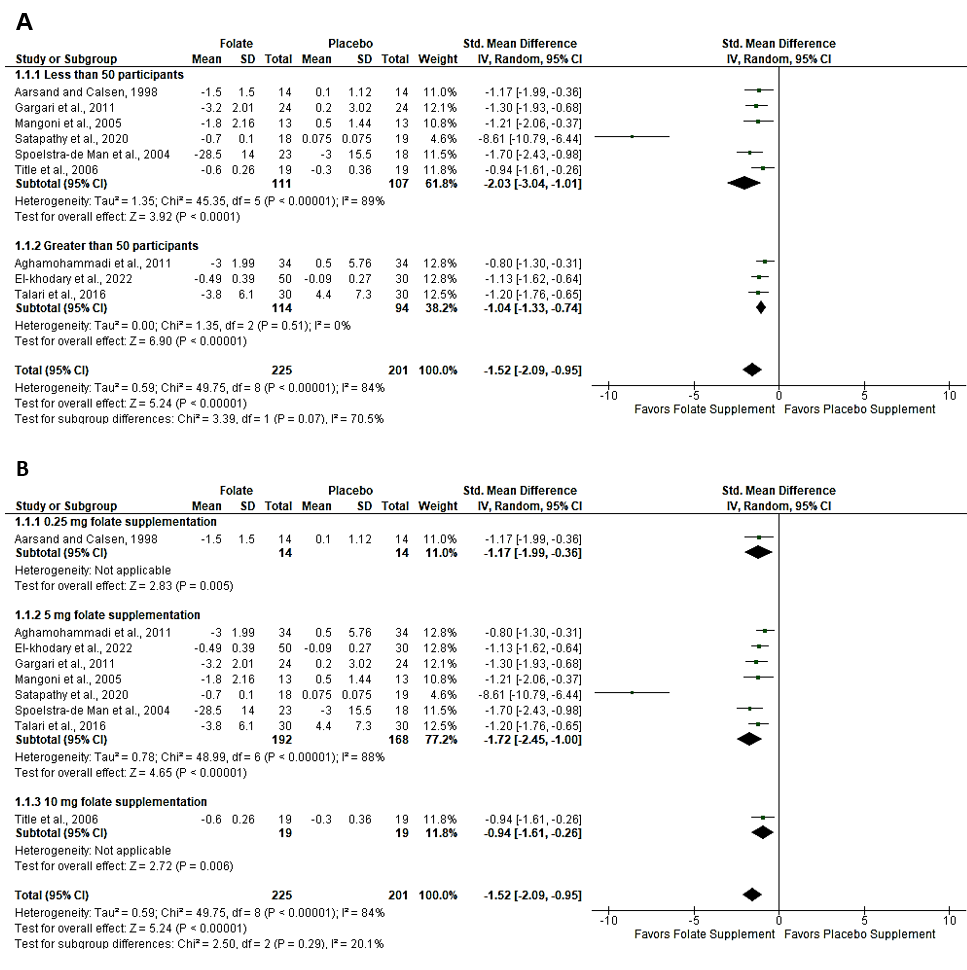 A
Folate Placebo Std. Mean Difference Std. Mean Difference
Study or Subgroup Mean SD Total Mean SD Total Weight IV, Random, 95% CI IV, Random, 95% CI
1.1.1 Less than 50 participants
Aarsand and Calsen, 1998 -1.5 1.5 14 0.1 1.12 14 11.0% -1.17 [-1.99, -0.36]
Gargari et al., 2011 -3.2 2.01 24 0.2 3.02 24 12.1% -1.30 [-1.93, -0.68]
Mangoni et al., 2005 -1.8 2.16 13 0.5 1.44 13 10.8% -1.21 [-2.06, -0.37]
Satapathy et al., 2020 -0.7 0.1 18 0.075 0.075 19 4.6% -8.61 [-10.79, -6.44]
Spoelstra-de Man et al., 2004 -28.5 14 23 -3 15.5 18 11.5% -1.70 [-2.43, -0.98]
Title et al., 2006 -0.6 0.26 19 -0.3 0.36 19 11.8% -0.94 [-1.61, -0.26]
Subtotal (95% CI) 111 107 61.8% -2.03 [-3.04, -1.01]
Heterogeneity: Tau² = 1.35; Chi² = 45.35, df = 5 (P < 0.00001); I² = 89%
Test for overall effect: Z = 3.92 (P < 0.0001)
1.1.2 Greater than 50 participants
Aghamohammadi et al., 2011 -3 1.99 34 0.5 5.76 34 12.8% -0.80 [-1.30, -0.31]
El-khodary et al., 2022 -0.49 0.39 50 -0.09 0.27 30 12.8% -1.13 [-1.62, -0.64]
Talari et al., 2016 -3.8 6.1 30 4.4 7.3 30 12.5% -1.20 [-1.76, -0.65]
Subtotal (95% CI) 114 94 38.2% -1.04 [-1.33, -0.74]
Heterogeneity: Tau² = 0.00; Chi² = 1.35, df = 2 (P = 0.51); I² = 0%
Test for overall effect: Z = 6.90 (P < 0.00001)
Total (95% CI) 225 201 100.0% -1.52 [-2.09, -0.95]
Heterogeneity: Tau² = 0.59; Chi² = 49.75, df = 8 (P < 0.00001); I² = 84%
Test for overall effect: Z = 5.24 (P < 0.00001)
Test for subgroup differences: Chi² = 3.39, df = 1 (P = 0.07), I² = 70.5%
-10 -5 0 5 10
Favors Folate Supplement Favors Placebo Supplement
B
Folate Placebo Std. Mean Difference Std. Mean Difference
Study or Subgroup Mean SD Total Mean SD Total Weight IV, Random, 95% CI IV, Random, 95% CI
1.1.1 0.25 mg folate supplementation
Aarsand and Calsen, 1998 -1.5 1.5 14 0.1 1.12 14 11.0% -1.17 [-1.99, -0.36]
Subtotal (95% CI) 14 14 11.0% -1.17 [-1.99, -0.36]
Heterogeneity: Not applicable
Test for overall effect: Z = 2.83 (P = 0.005)
1.1.2 5 mg folate supplementation
Aghamohammadi et al., 2011 -3 1.99 34 0.5 5.76 34 12.8% -0.80 [-1.30, -0.31]
El-khodary et al., 2022 -0.49 0.39 50 -0.09 0.27 30 12.8% -1.13 [-1.62, -0.64]
Gargari et al., 2011 -3.2 2.01 24 0.2 3.02 24 12.1% -1.30 [-1.93, -0.68]
Mangoni et al., 2005 -1.8 2.16 13 0.5 1.44 13 10.8% -1.21 [-2.06, -0.37]
Satapathy et al., 2020 -0.7 0.1 18 0.075 0.075 19 4.6% -8.61 [-10.79, -6.44]
Spoelstra-de Man et al., 2004 -28.5 14 23 -3 15.5 18 11.5% -1.70 [-2.43, -0.98]
Talari et al., 2016 -3.8 6.1 30 4.4 7.3 30 12.5% -1.20 [-1.76, -0.65]
Subtotal (95% CI) 192 168 77.2% -1.72 [-2.45, -1.00]
Heterogeneity: Tau² = 0.78; Chi² = 48.99, df = 6 (P < 0.00001); I² = 88%
Test for overall effect: Z = 4.65 (P < 0.00001)
1.1.3 10 mg folate supplementation
Title et al., 2006 -0.6 0.26 19 -0.3 0.36 19 11.8% -0.94 [-1.61, -0.26]
Subtotal (95% CI) 19 19 11.8% -0.94 [-1.61, -0.26]
Heterogeneity: Not applicable
Test for overall effect: Z = 2.72 (P = 0.006)
Total (95% CI) 225 201 100.0% -1.52 [-2.09, -0.95]
Heterogeneity: Tau² = 0.59; Chi² = 49.75, df = 8 (P < 0.00001); I² = 84%
Test for overall effect: Z = 5.24 (P < 0.00001)
Test for subgroup differences: Chi² = 2.50, df = 2 (P = 0.29), I² = 20.1%
-10 -5 0 5 10
Favors Folate Supplement Favors Placebo Supplement